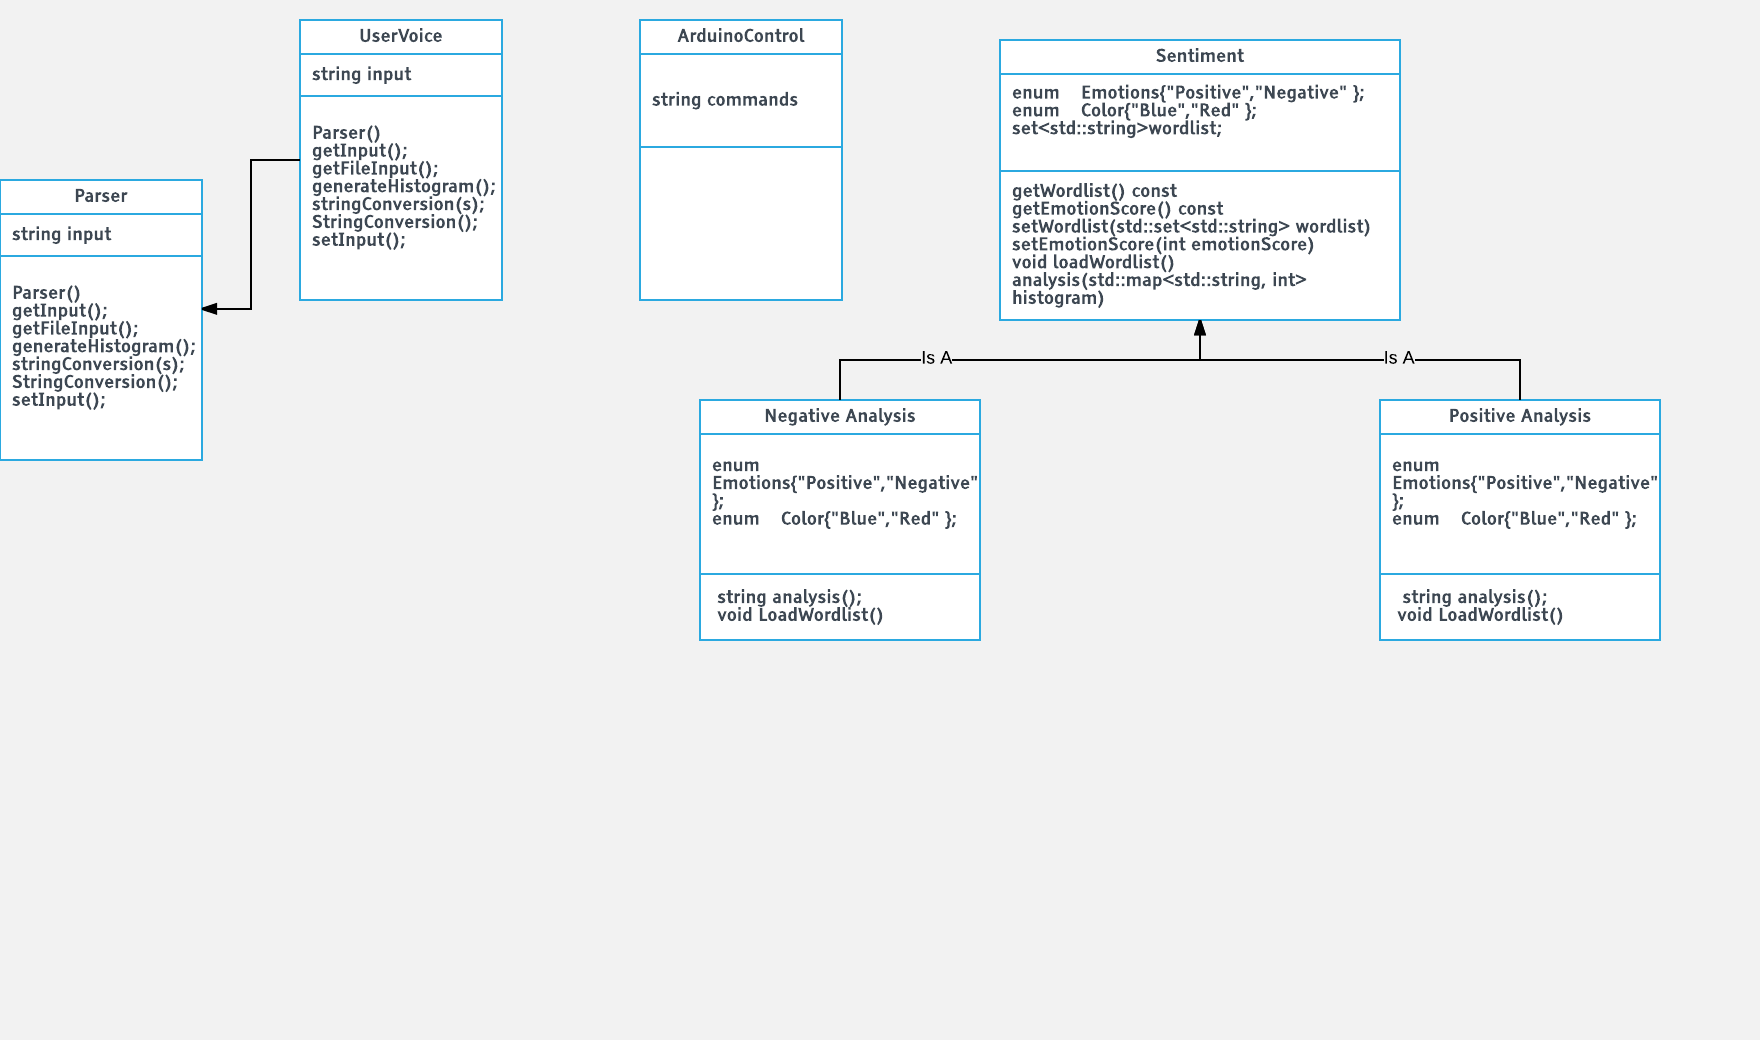 UserVoice
string input
Parser()
getInput();
getFileInput();
generateHistogram();
stringConversion(s);
StringConversion();
setInput();
ArduinoControl
string commands
Sentiment
enum    Emotions{"Positive","Negative" };
enum    Color{"Blue","Red" };
set<std::string>wordlist;
getWordlist() const
getEmotionScore() const
setWordlist(std::set<std::string> wordlist)
setEmotionScore(int emotionScore)
void loadWordlist()
analysis(std::map<std::string, int>
histogram)
Parser
string input
Parser()
getInput();
getFileInput();
generateHistogram();
stringConversion(s);
StringConversion();
setInput();
Is A
Is A
Negative Analysis
enum
Emotions{"Positive","Negative"
};
enum    Color{"Blue","Red" };
string analysis();
void LoadWordlist()
Positive Analysis
enum
Emotions{"Positive","Negative"
};
enum    Color{"Blue","Red" };
string analysis();
void LoadWordlist()